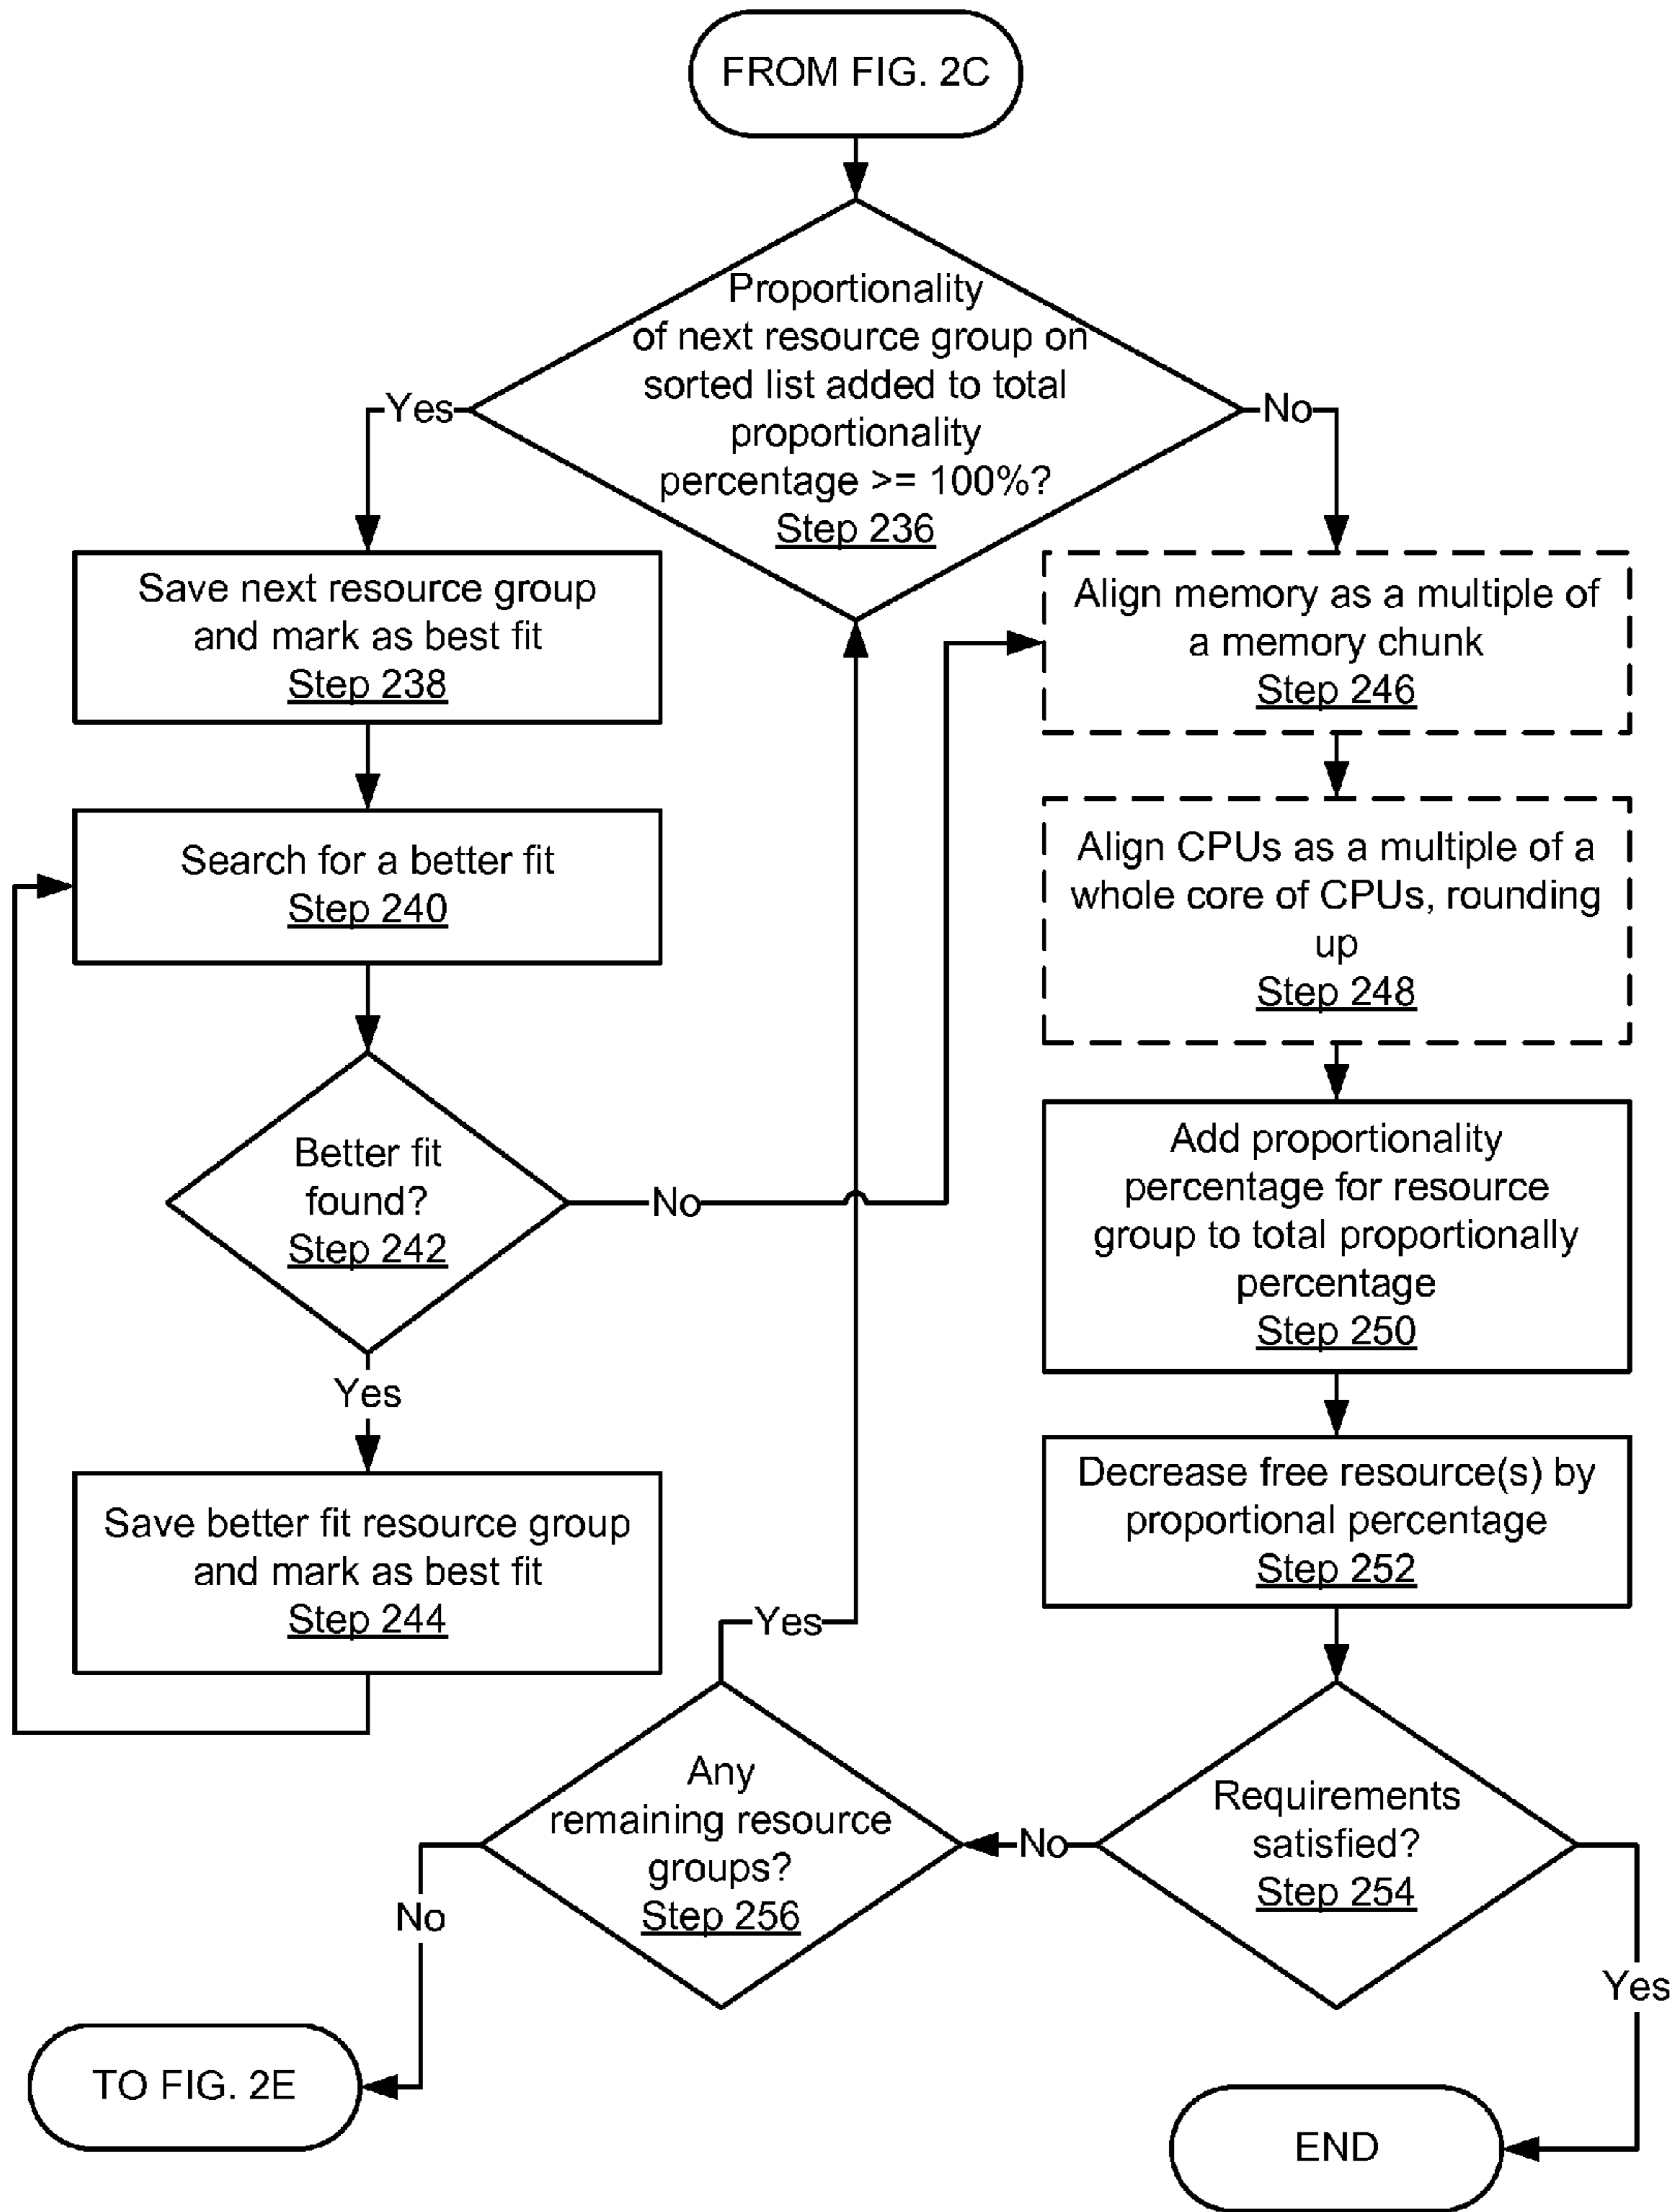 FROM FIG. 2C
Proportionality
of next resource group on
sorted list added to total
proportionality
percentage >= 100%?
Step 236
Yes
No
Save next resource group
and mark as best fit
Step 238
Align memory as a multiple of
a memory chunk
Step 246
Search for a better fit
Step 240
Align CPUs as a multiple of a
whole core of CPUs, rounding
up
Step 248
Better fit
found?
Step 242
No
Yes
Add proportionality
percentage for resource
group to total proportionally
percentage
Step 250
Save better fit resource group
and mark as best fit
Step 244
Decrease free resource(s) by
proportional percentage
Step 252
Yes
Any
remaining resource
groups?
Step 256
No
Requirements
satisfied?
Step 254
No
Yes
TO FIG. 2E
END